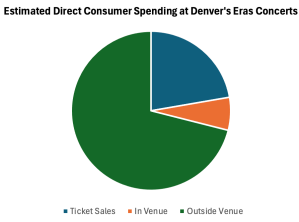 Estimated Direct Consumer Spending at Denver's Eras Concerts
Ticket Sales In Venue Outside Venue